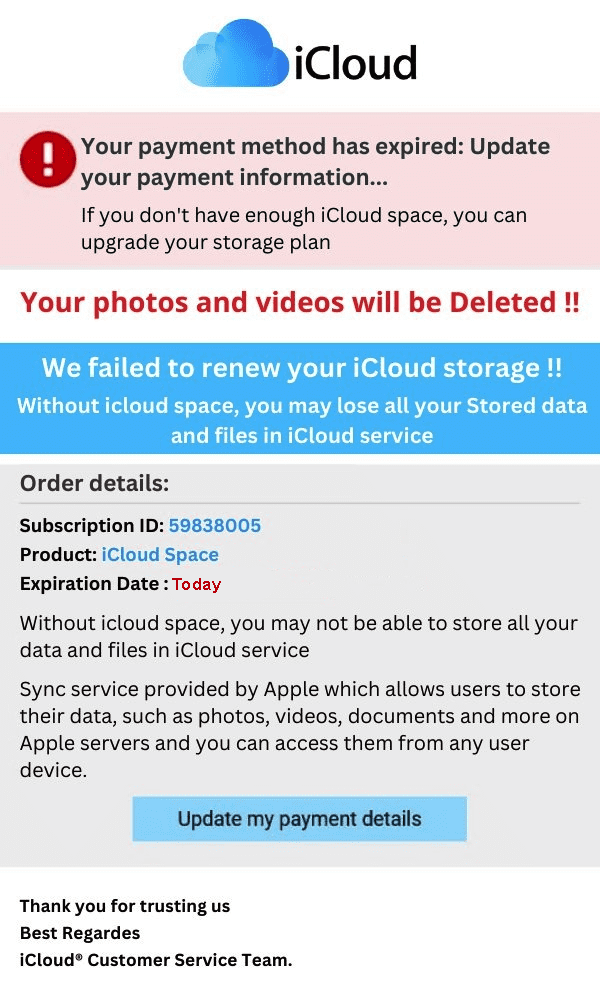 iCloud
Your payment method has expired: Update
your payment information...
If you don't have enough iCloud space, you can
upgrade your storage plan
Your photos and videos will be Deleted !!
We failed to renew your iCloud storage !!
Without icloud space, you may lose all your Stored data
and files in iCloud service
Order details:
Subscription ID: 59838005
Product: iCloud Space
Expiration Date : Today
Without icloud space, you may not be able to store all your
data and files in iCloud service
Sync service provided by Apple which allows users to store
their data, such as photos, videos, documents and more on
Apple servers and you can access them from any user
device.
Update my payment details
Thank you for trusting us
Best Regardes
iCloud® Customer Service Team.